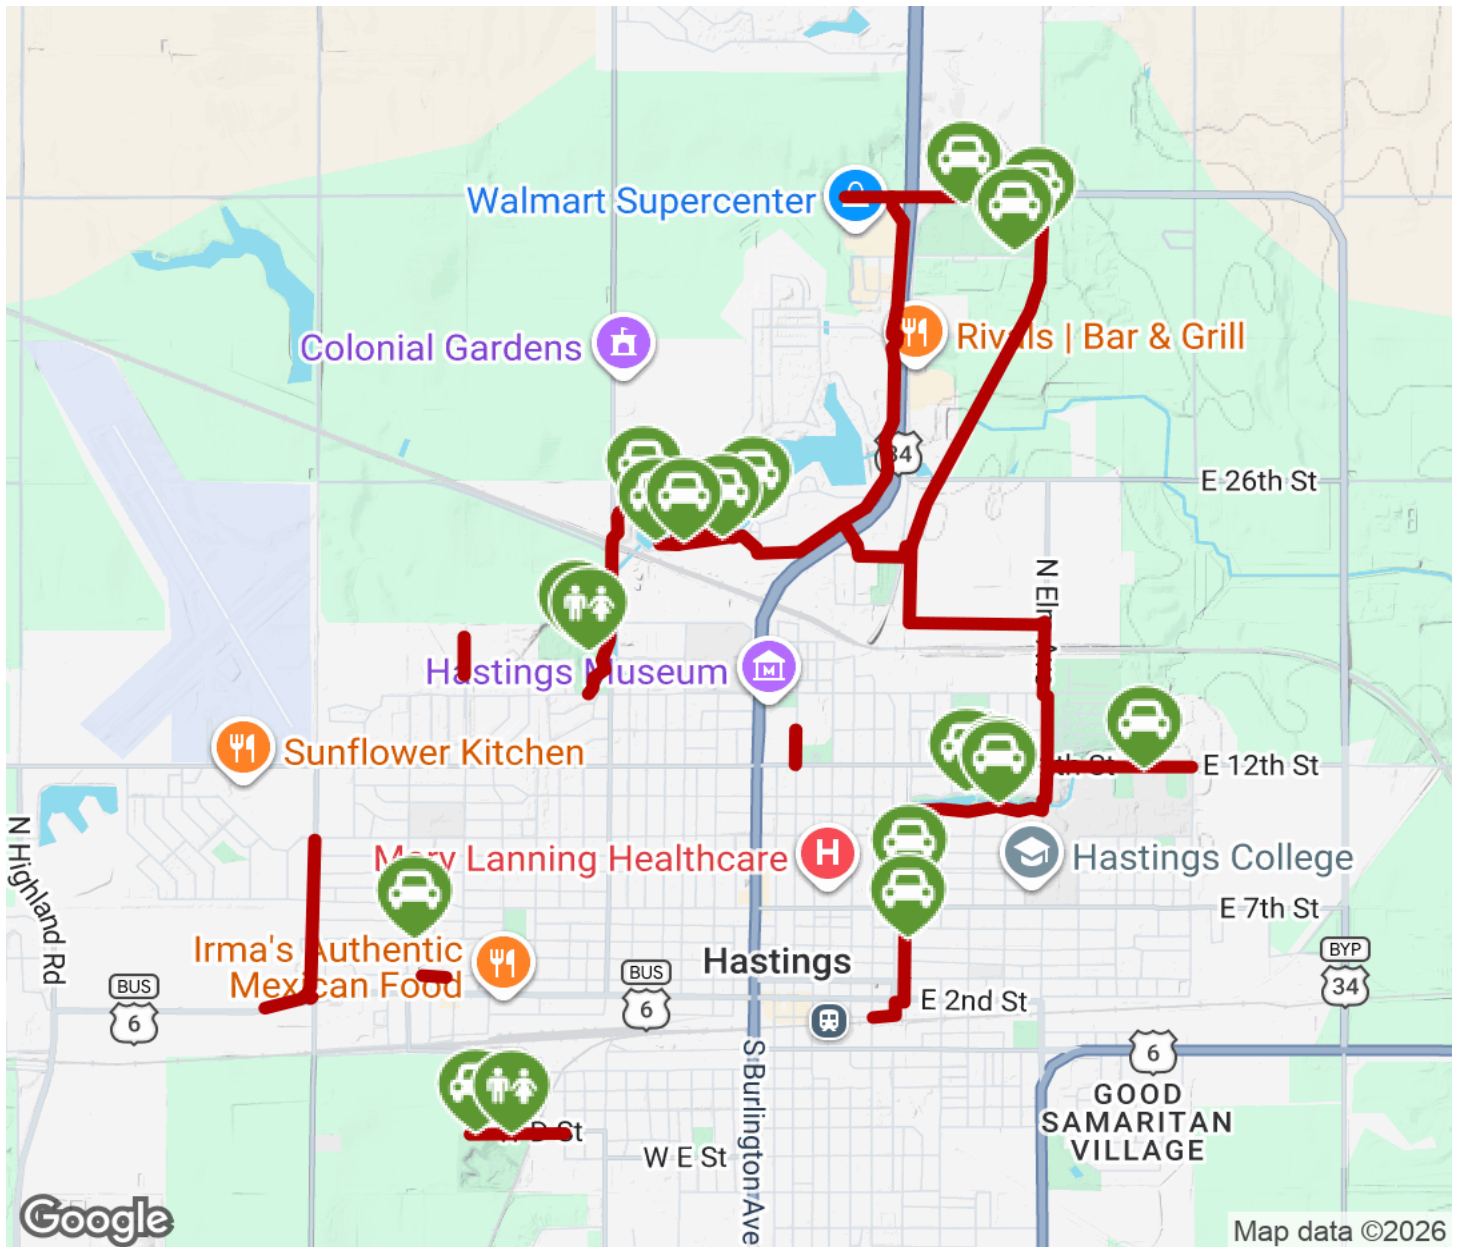 Walmart Supercenter
Colonial Gardens
Rivals | Bar & Grill
34
E 26th St
N Elm Ave
Hastings Museum
Sunflower Kitchen
E 12th St
N Highland Rd
Mary Lanning Healthcare
H
Hastings College
E 7th St
Irma's Authentic
Mexican Food
Hastings
BUS
6
BUS
6
BYP
34
E 2nd St
S Burlington Ave
6
GOOD
SAMARITAN
VILLAGE
D St
W E St
Google
Map data ©2026